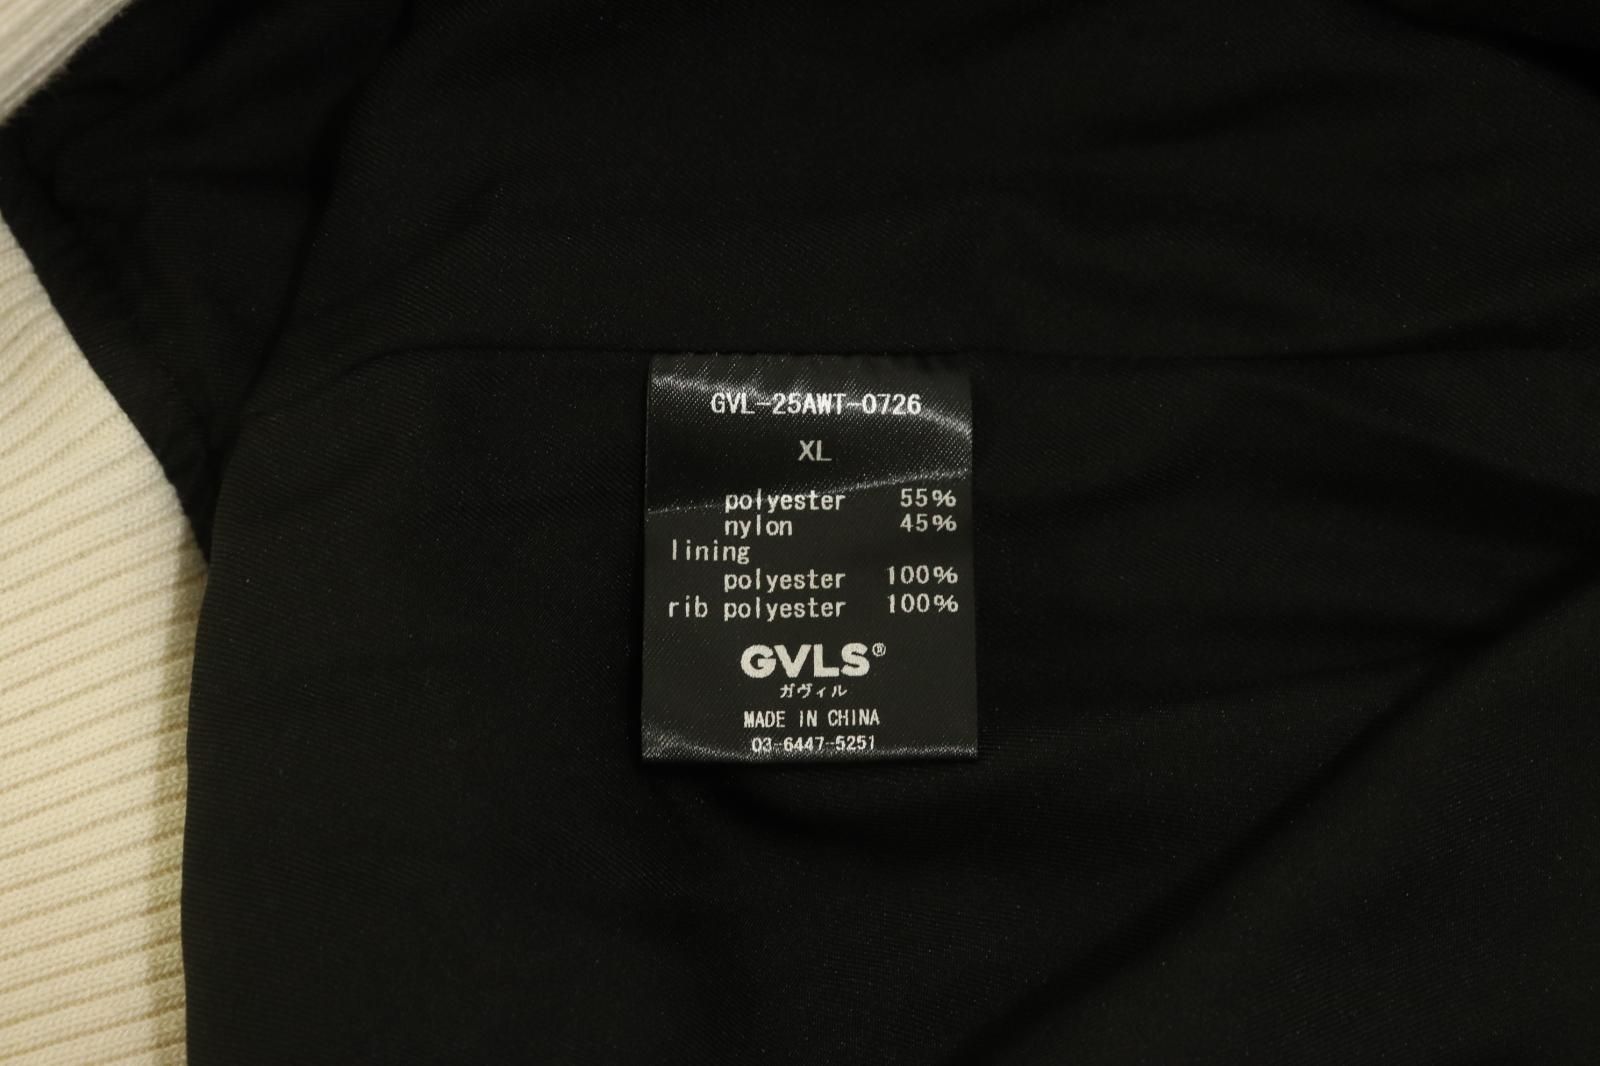 GVL-25AWT-0726
XL
polyester 55%
nylon 45%
lining
polyester 100%
rib polyester 100%
GVLS®
ガヴィル
MADE IN CHINA
03-6447-5251